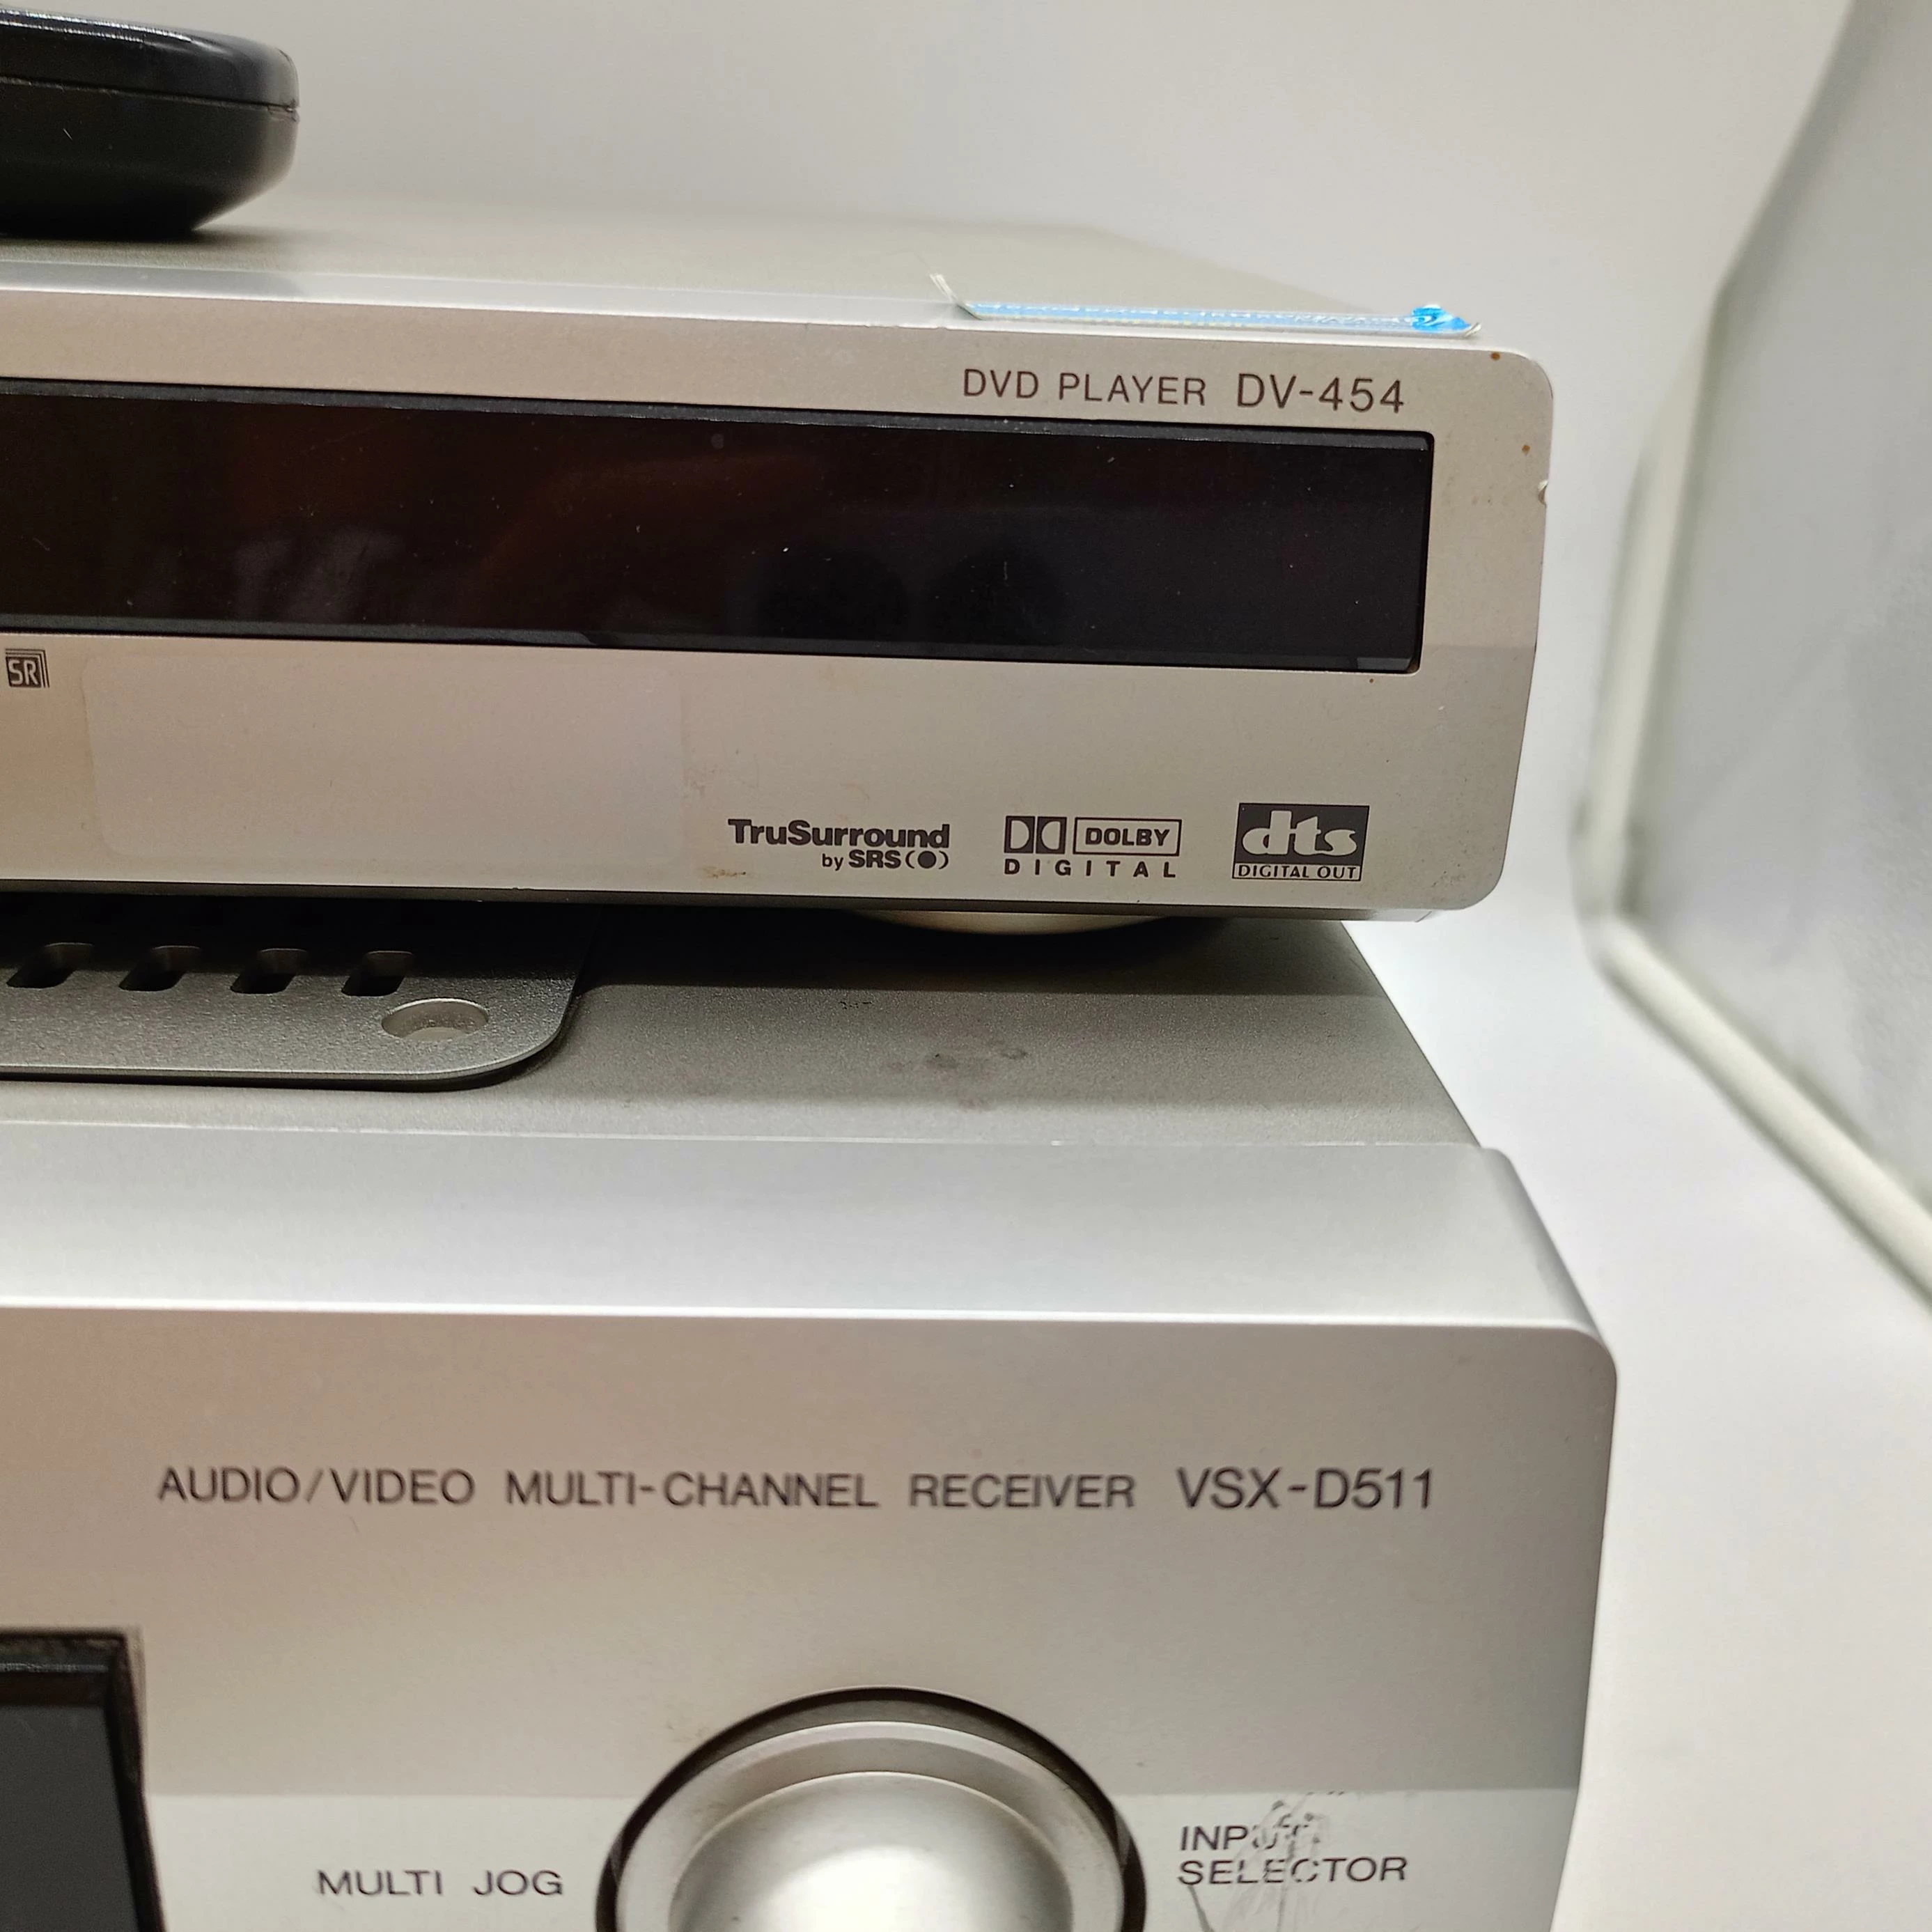 DVD PLAYER DV-454
SR
TruSurround
by SRS
DOLBY
DIGITAL
dts
DIGITAL OUT
AUDIO/VIDEO MULTI-CHANNEL RECEIVER VSX-D511
MULTI JOG
INPUT
SELECTOR